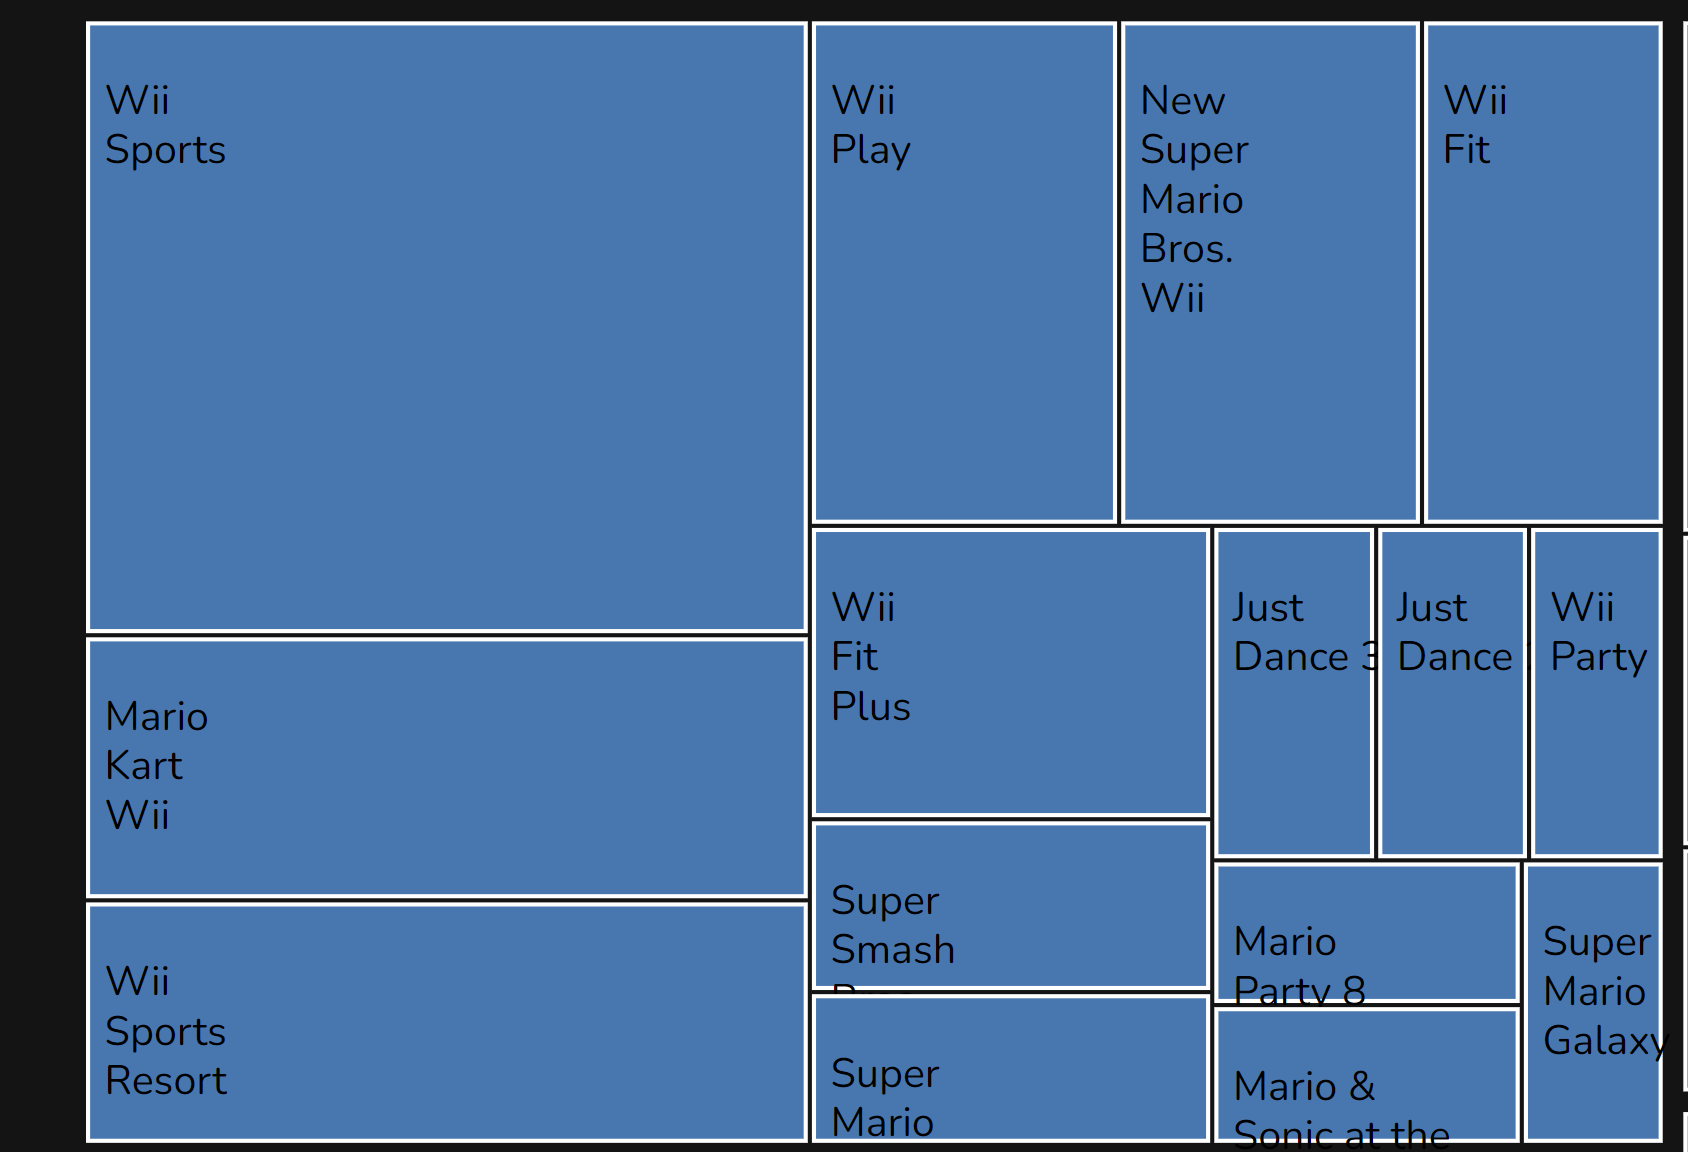 Wii
Sports
Mario
Kart
Wii
Wii
Sports
Resort
Wii
Play
New
Super
Mario
Bros.
Wii
Wii
Fit
Wii
Fit
Plus
Super
Smash
Super
Mario
Just
Dance 3
Just
Dance
Wii
Party
Mario
Party 8
Mario &
Sonic at the
Super
Mario
Galaxy